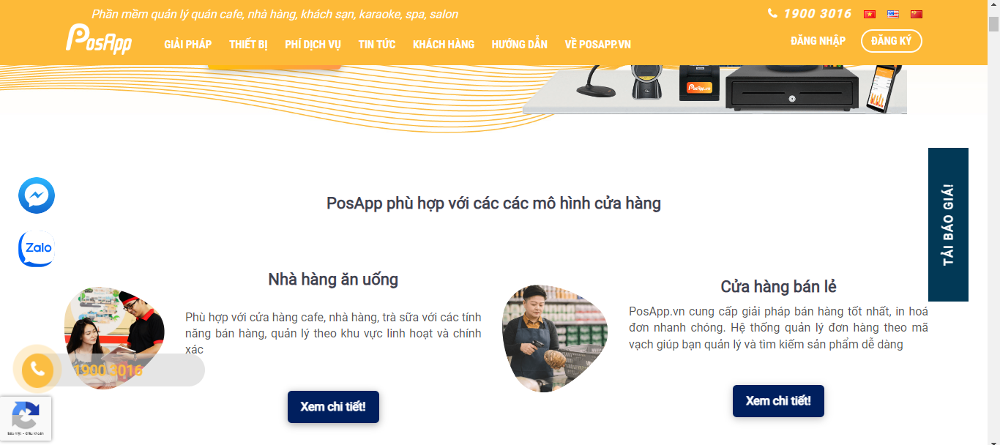 Phần mềm quản lý quán cafe, nhà hàng, khách sạn, karaoke, spa, salon
1900 3016
PosApp
GIẢI PHÁP THIẾT BỊ PHÍ DỊCH VỤ TIN TỨC KHÁCH HÀNG HƯỚNG DẪN VỀ POSAPP.VN
ĐĂNG NHẬP ĐĂNG KÝ
PosApp.vn
TẢI BÁO GIÁ!
Zalo
PosApp phù hợp với các các mô hình cửa hàng
Nhà hàng ăn uống
Phù hợp với cửa hàng cafe, nhà hàng, trà sữa với các tính
năng bán hàng, quản lý theo khu vực linh hoạt và chính
xác
Xem chi tiết!
Cửa hàng bán lẻ
PosApp.vn cung cấp giải pháp bán hàng tốt nhất, in hoá
đơn nhanh chóng. Hệ thống quản lý đơn hàng theo mã
vạch giúp bạn quản lý và tìm kiếm sản phẩm dễ dàng
Xem chi tiết!
1900 3016
Bảo mật - Điều khoản